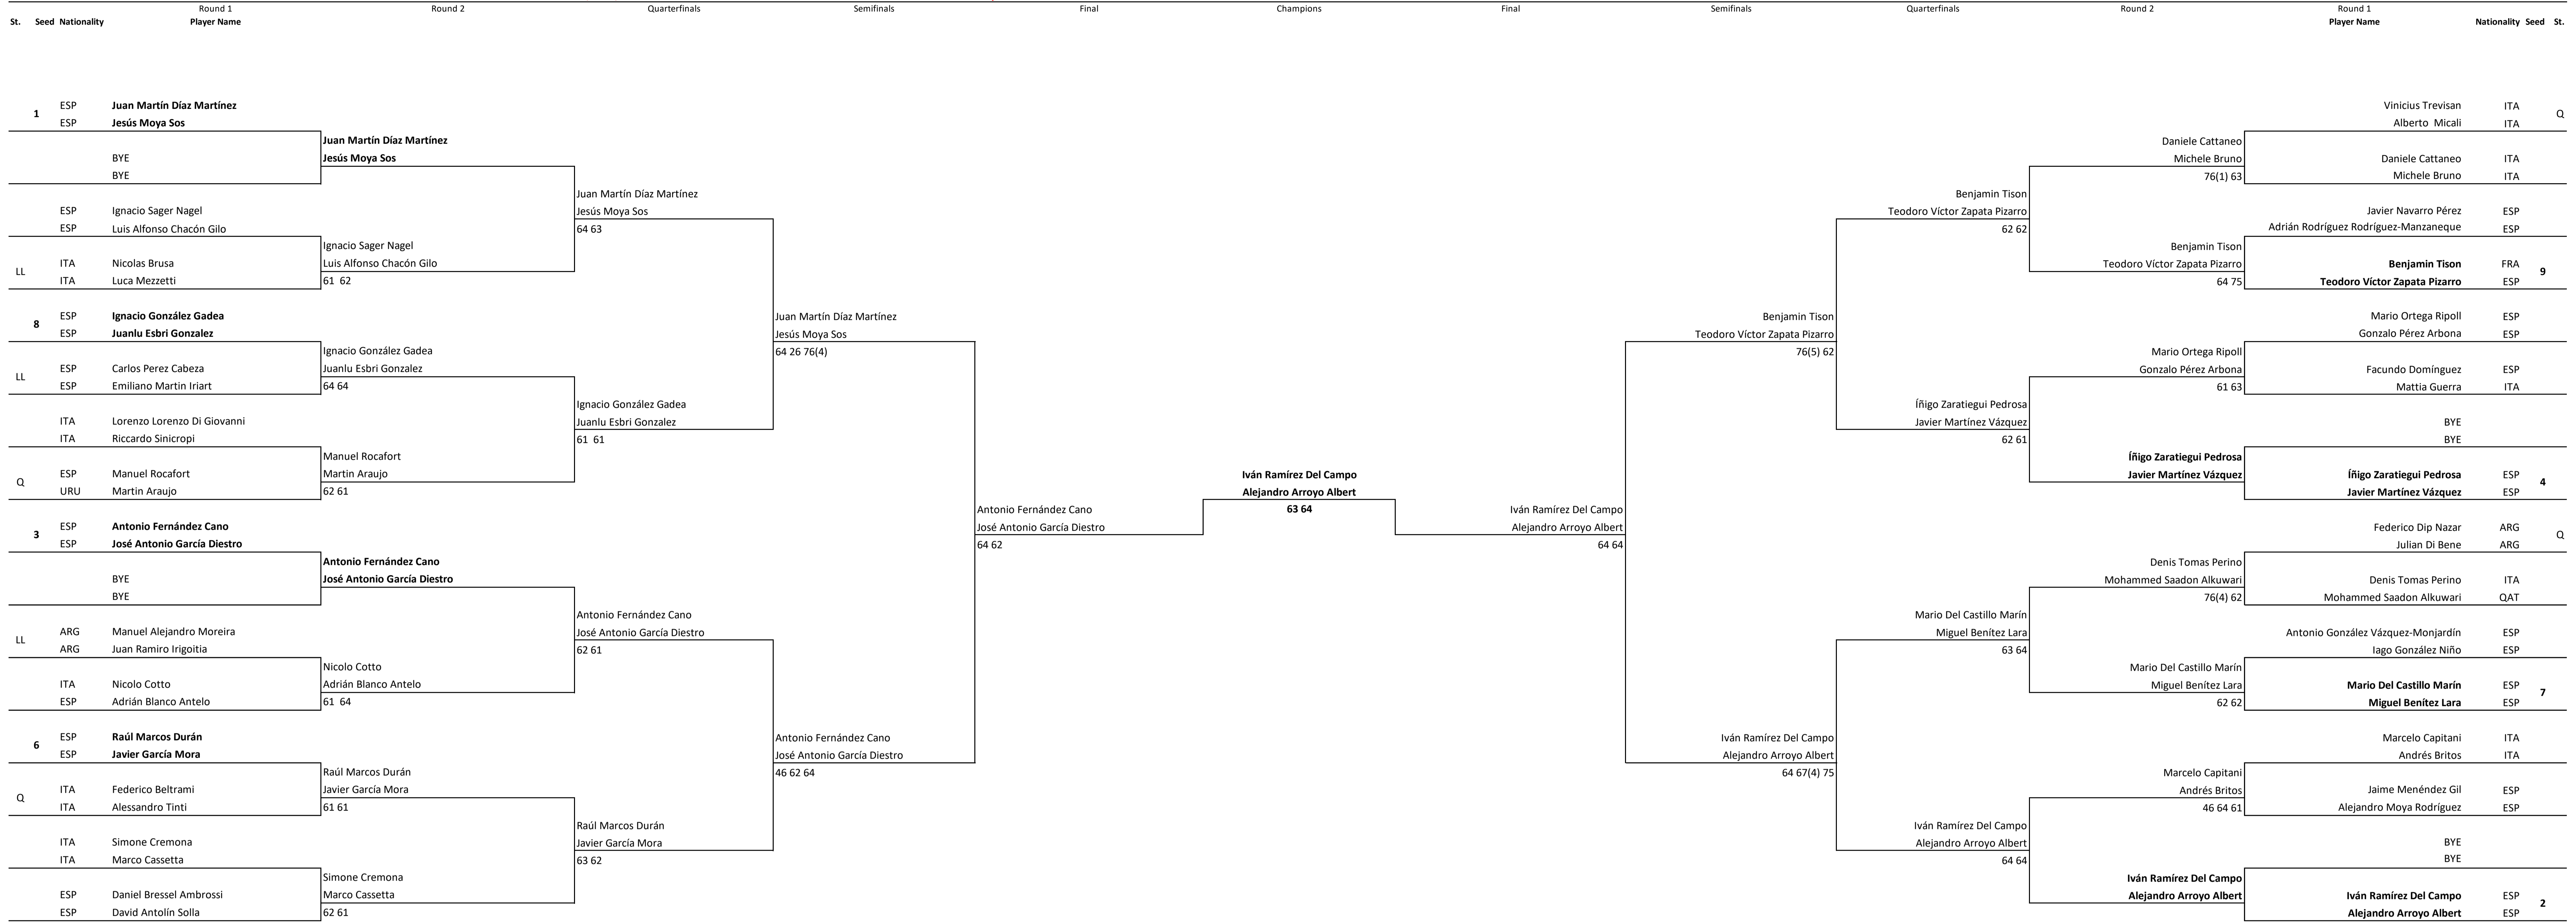 Round 1 Round 2 Quarterfinals Semifinals Final Champions Final Semifinals Quarterfinals Round 2 Round 1
St. Seed Nationality Player Name Player Name Nationality Seed St.
1
ESP Juan Martín Díaz Martínez
ESP Jesús Moya Sos
BYE
BYE
ESP Ignacio Sager Nagel
ESP Luis Alfonso Chacón Gilo
LL
ITA Nicolas Brusa
ITA Luca Mezzetti
8
ESP Ignacio González Gadea
ESP Juanlu Esbri Gonzalez
LL
ESP Carlos Perez Cabeza
ESP Emiliano Martin Iriart
ITA Lorenzo Lorenzo Di Giovanni
ITA Riccardo Sinicropi
Q
ESP Manuel Rocafort
URU Martin Araujo
3
ESP Antonio Fernández Cano
ESP José Antonio García Diestro
BYE
BYE
LL
ARG Manuel Alejandro Moreira
ARG Juan Ramiro Irigoitia
ITA Nicolo Cotto
ESP Adrián Blanco Antelo
6
ESP Raúl Marcos Durán
ESP Javier García Mora
Q
ITA Federico Beltrami
ITA Alessandro Tinti
ITA Simone Cremona
ITA Marco Cassetta
ESP Daniel Bressel Ambrossi
ESP David Antolín Solla
Juan Martín Díaz Martínez
Jesús Moya Sos
Ignacio Sager Nagel
Luis Alfonso Chacón Gilo
61 62
Ignacio González Gadea
Juanlu Esbri Gonzalez
64 64
Manuel Rocafort
Martin Araujo
62 61
Antonio Fernández Cano
José Antonio García Diestro
Nicolo Cotto
Adrián Blanco Antelo
61 64
Raúl Marcos Durán
Javier García Mora
61 61
Simone Cremona
Marco Cassetta
62 61
Juan Martín Díaz Martínez
Jesús Moya Sos
64 63
Ignacio González Gadea
Juanlu Esbri Gonzalez
61 61
Antonio Fernández Cano
José Antonio García Diestro
62 61
Raúl Marcos Durán
Javier García Mora
63 62
Juan Martín Díaz Martínez
Jesús Moya Sos
64 26 76(4)
Antonio Fernández Cano
José Antonio García Diestro
46 62 64
Antonio Fernández Cano
José Antonio García Diestro
64 62
Iván Ramírez Del Campo
Alejandro Arroyo Albert
63 64
Iván Ramírez Del Campo
Alejandro Arroyo Albert
64 64
Benjamin Tison
Teodoro Víctor Zapata Pizarro
76(5) 62
Iván Ramírez Del Campo
Alejandro Arroyo Albert
64 67(4) 75
Benjamin Tison
Teodoro Víctor Zapata Pizarro
62 62
Íñigo Zaratiegui Pedrosa
Javier Martínez Vázquez
62 61
Mario Del Castillo Marín
Miguel Benítez Lara
63 64
Iván Ramírez Del Campo
Alejandro Arroyo Albert
64 64
Daniele Cattaneo
Michele Bruno
76(1) 63
Benjamin Tison
Teodoro Víctor Zapata Pizarro
64 75
Mario Ortega Ripoll
Gonzalo Pérez Arbona
61 63
Íñigo Zaratiegui Pedrosa
Javier Martínez Vázquez
Denis Tomas Perino
Mohammed Saadon Alkuwari
76(4) 62
Mario Del Castillo Marín
Miguel Benítez Lara
62 62
Marcelo Capitani
Andrés Britos
46 64 61
Iván Ramírez Del Campo
Alejandro Arroyo Albert
Vinicius Trevisan ITA
Alberto Micali ITA
Q
Daniele Cattaneo ITA
Michele Bruno ITA
Javier Navarro Pérez ESP
Adrián Rodríguez Rodríguez-Manzaneque ESP
Benjamin Tison FRA
Teodoro Víctor Zapata Pizarro ESP
9
Mario Ortega Ripoll ESP
Gonzalo Pérez Arbona ESP
Facundo Domínguez ESP
Mattia Guerra ITA
BYE
BYE
Íñigo Zaratiegui Pedrosa ESP
Javier Martínez Vázquez ESP
4
Federico Dip Nazar ARG
Julian Di Bene ARG
Q
Denis Tomas Perino ITA
Mohammed Saadon Alkuwari QAT
Antonio González Vázquez-Monjardín ESP
Iago González Niño ESP
Mario Del Castillo Marín ESP
Miguel Benítez Lara ESP
7
Marcelo Capitani ITA
Andrés Britos ITA
Jaime Menéndez Gil ESP
Alejandro Moya Rodríguez ESP
BYE
BYE
Iván Ramírez Del Campo ESP
Alejandro Arroyo Albert ESP
2